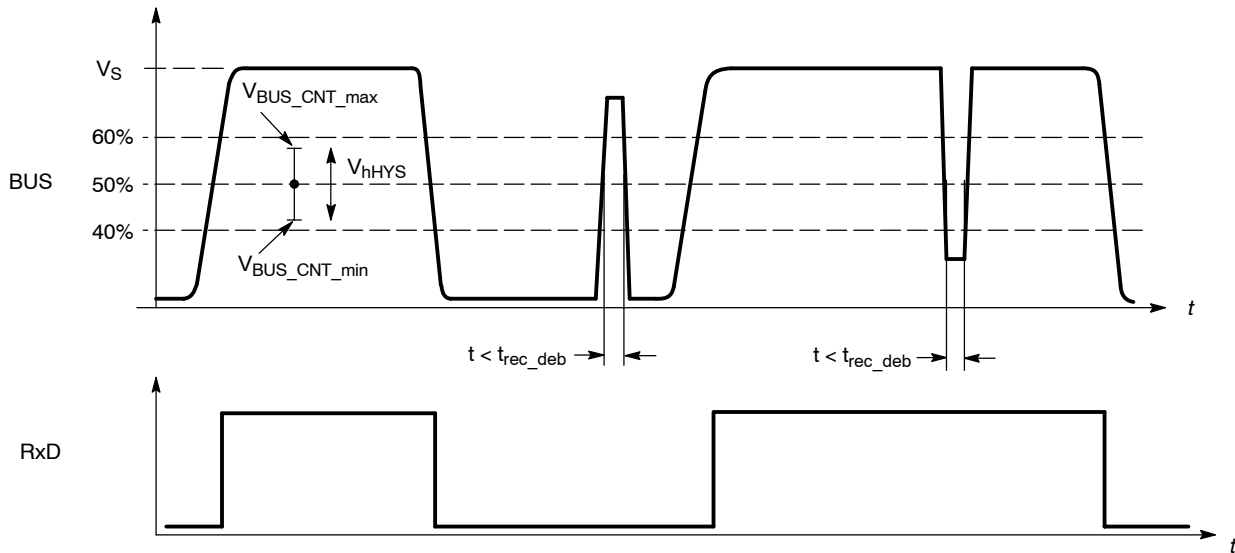 V_S
V_BUS_CNT_max
60%
V_hHYS
BUS
50%
40%
V_BUS_CNT_min
t
t < t_rec_deb
t < t_rec_deb
RxD
t